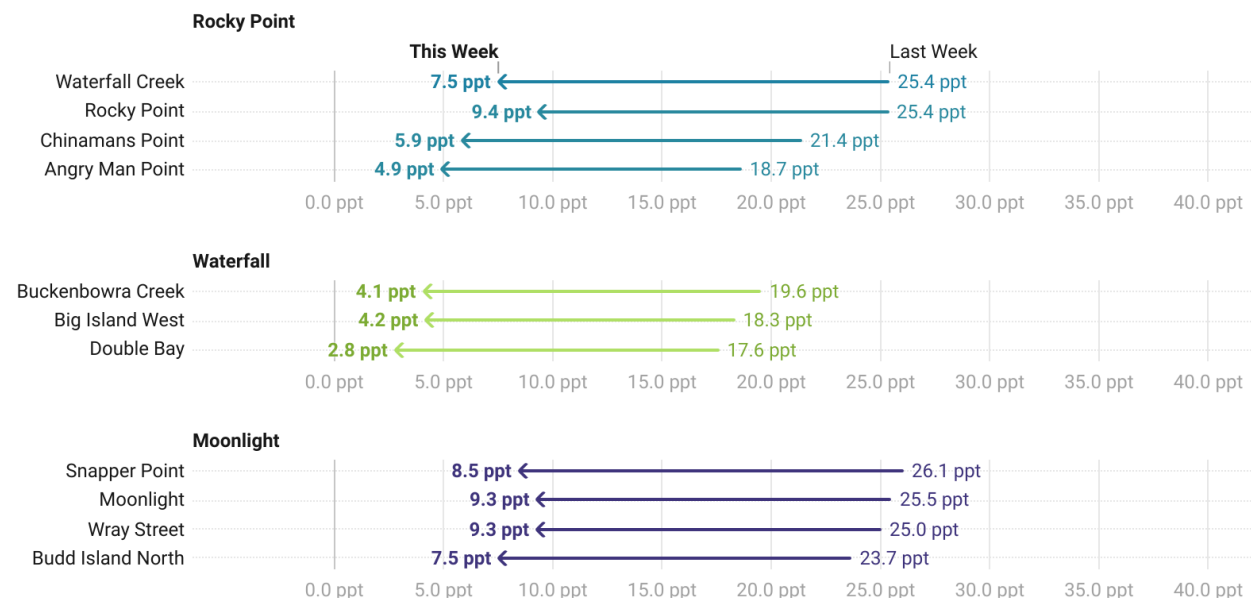 Rocky Point
This Week Last Week
Waterfall Creek 7.5 ppt 25.4 ppt
Rocky Point 9.4 ppt 25.4 ppt
Chinamans Point 5.9 ppt 21.4 ppt
Angry Man Point 4.9 ppt 18.7 ppt
0.0 ppt 5.0 ppt 10.0 ppt 15.0 ppt 20.0 ppt 25.0 ppt 30.0 ppt 35.0 ppt 40.0 ppt
Waterfall
Buckenbowra Creek 4.1 ppt 19.6 ppt
Big Island West 4.2 ppt 18.3 ppt
Double Bay 2.8 ppt 17.6 ppt
0.0 ppt 5.0 ppt 10.0 ppt 15.0 ppt 20.0 ppt 25.0 ppt 30.0 ppt 35.0 ppt 40.0 ppt
Moonlight
Snapper Point 8.5 ppt 26.1 ppt
Moonlight 9.3 ppt 25.5 ppt
Wray Street 9.3 ppt 25.0 ppt
Budd Island North 7.5 ppt 23.7 ppt
0.0 ppt 5.0 ppt 10.0 ppt 15.0 ppt 20.0 ppt 25.0 ppt 30.0 ppt 35.0 ppt 40.0 ppt